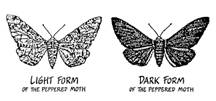 LIGHT FORM
OF THE PEPPERED MOTH
DARK FORM
OF THE PEPPERED MOTH